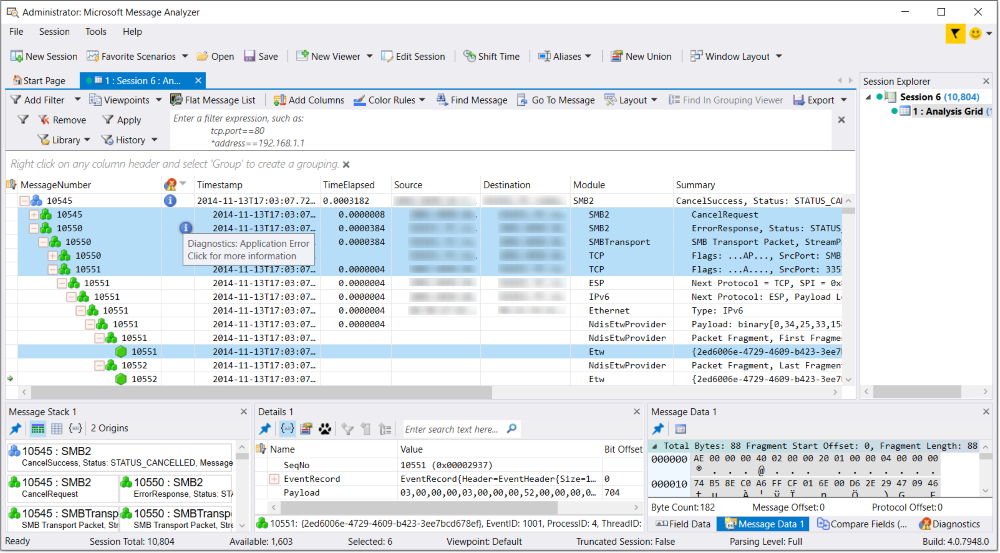 Administrator: Microsoft Message Analyzer
File Session Tools Help
New Session Favorite Scenarios Open Save New Viewer Edit Session Shift Time Aliases New Union Window Layout
Start Page 1 : Session 6 : An... Session Explorer
Add Filter Viewpoints Flat Message List Add Columns Color Rules Find Message Go To Message Layout Find In Grouping Viewer Export
Session 6 (10,804)
1 : Analysis Grid
Remove Apply
Library History
Enter a filter expression, such as:
tcp.port==80
*address==192.168.1.1
Right click on any column header and select 'Group' to create a grouping.
MessageNumber Timestamp TimeElapsed Source Destination Module Summary
10545 2014-11-13T17:03:07.72... 0.0003182 SMB2 CancelSuccess, Status: STATUS_CA
10545 2014-11-13T17:03:07... 0.0000008 SMB2 CancelRequest
10550 2014-11-13T17:03:07... 0.0000384 SMB2 ErrorResponse, Status: STATUS_
10550 2014-11-13T17:03:07... 0.0000384 SMBTransport SMB Transport Packet, StreamP
10550 TCP Flags: ...AP..., SrcPort: SMB
10551 2014-11-13T17:03:07... 0.0000004 TCP Flags: ...A...., SrcPort: 335
Diagnostics: Application Error
Click for more information
10551 2014-11-13T17:03:07... 0.0000004 ESP Next Protocol = TCP, SPI = 0x
10551 2014-11-13T17:03:07... 0.0000004 IPv6 Next Protocol: ESP, Payload L
10551 2014-11-13T17:03:07... 0.0000004 Ethernet Type: IPv6
10551 2014-11-13T17:03:07... 0.0000004 NdisEtwProvider Payload: binary[0,34,25,33,15
10551 2014-11-13T17:03:07... NdisEtwProvider Packet Fragment, First Fragmen
10551 2014-11-13T17:03:07... Etw {2ed6006e-4729-4609-b423-3ee7
10552 2014-11-13T17:03:07... NdisEtwProvider Packet Fragment, Last Fragmen
10552 2014-11-13T17:03:07... Etw {2ed6006e-4729-4609-b423-3ee7
Message Stack 1
2 Origins
10545 : SMB2
CancelSuccess, Status: STATUS_CANCELLED, Message
10545 : SMB2 10550 : SMB2
CancelRequest ErrorResponse, Status: STA
10550 : SMBTransp 10550 : SMBTransp
SMB Transport Packet, Stre SMB Transport Packet, Str
Details 1
Enter search text here...
Name Value Bit Offset
SeqNo 10551 (0x00002937)
EventRecord EventRecord{Header=EventHeader{Size=1 0
Payload 03,00,00,00,03,00,00,00,52,00,00,00,0 704
10551: {2ed6006e-4729-4609-b423-3ee7bcd678ef}, EventID: 1001, ProcessID: 4, ThreadID:
Message Data 1
Total Bytes: 88 Fragment Start Offset: 0, Fragment Length: 88
000000 AE 00 00 00 40 02 00 00 20 01 00 00 04 00 00 00
® . . . @ . . . . . . . . . . .
000010 74 B5 8E C0 A6 FF CF 01 6E 00 D6 2E 29 47 09 46
Byte Count:182 Message Offset:0 Protocol Offset:0
Field Data Message Data 1 Compare Fields (... Diagnostics
Ready Session Total: 10,804 Available: 1,603 Selected: 6 Viewpoint: Default Truncated Session: False Parsing Level: Full Build: 4.0.7948.0